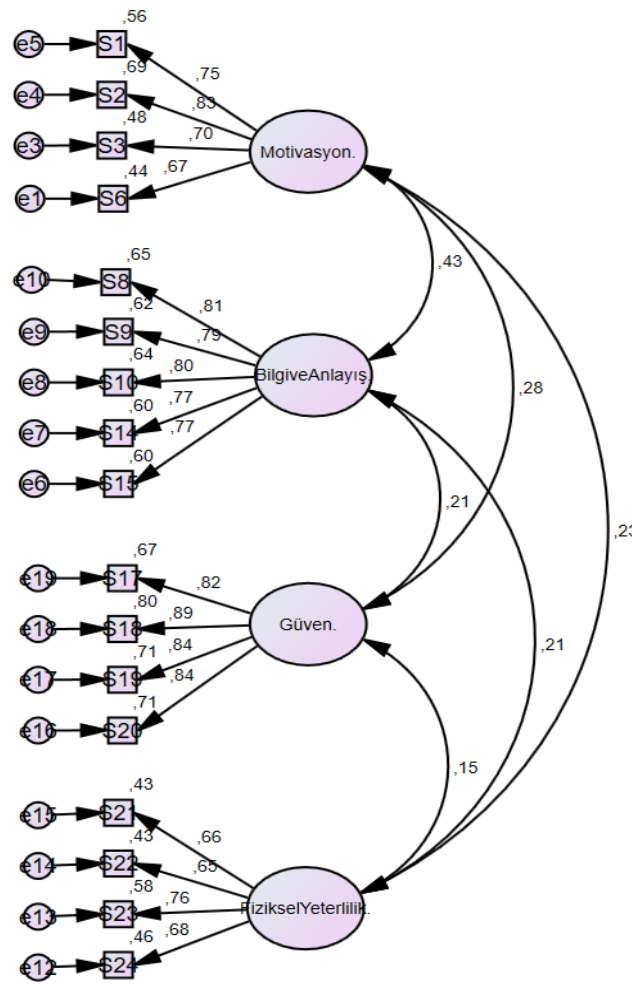 ,56
e5 S1
,75
,69
e4 S2
,83
,48
e3 S3
,70
Motivasyon.
,44
,67
e1 S6
,43
,65
e10 S8
,81
,62
e9 S9
,79
,64
e8 S10
,80
BilgiveAnlayış.
,28
,60
,77
e7 S14
,77
,60
e6 S15
,21
,23
,67
e19 S17
,82
,80
e18 S18
,89
Güven.
,71
,84
e17 S19
,84
,21
,71
e16 S20
,15
,43
e15 S21
,66
,43
e14 S22
,65
,58
e13 S23
,76
FizikselYeterlilik.
,46
,68
e12 S24